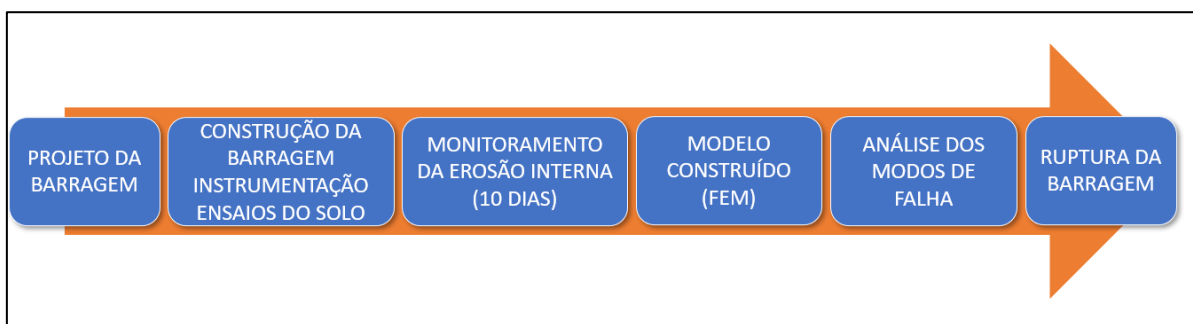 PROJETO DA
BARRAGEM
CONSTRUÇÃO DA
BARRAGEM
INSTRUMENTAÇÃO
ENSAIOS DO SOLO
MONITORAMENTO
DA EROSÃO INTERNA
(10 DIAS)
MODELO
CONSTRUÍDO
(FEM)
ANÁLISE DOS
MODOS DE
FALHA
RUPTURA DA
BARRAGEM